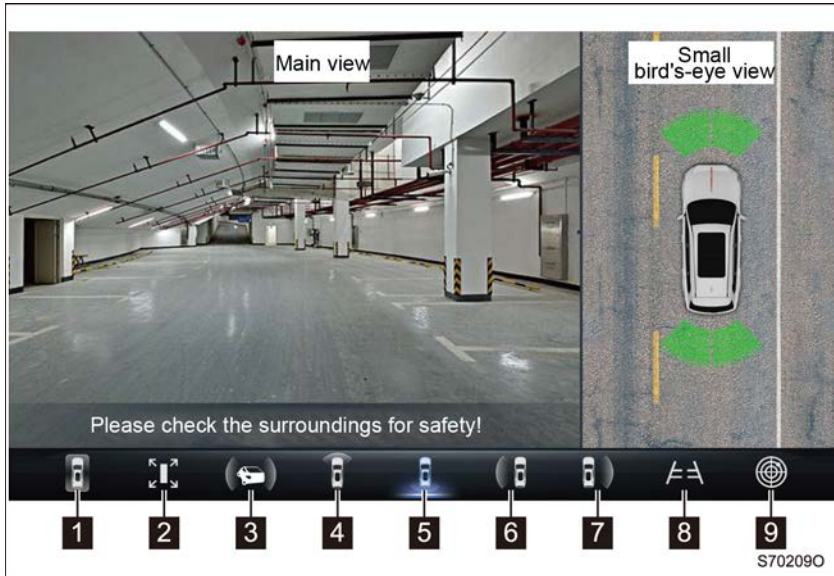 Main view
Small
bird's-eye view
Please check the surroundings for safety!
1 2 3 4 5 6 7 8 9
S70209O